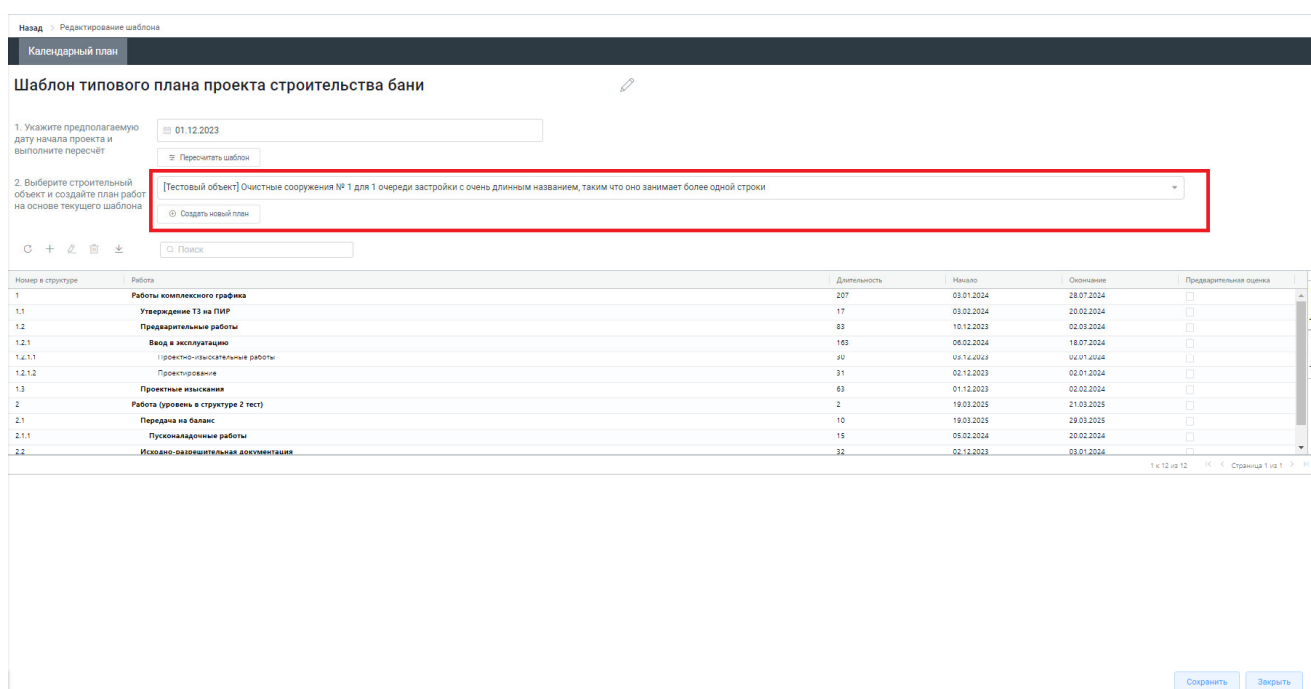 Назад > Редактирование шаблона
Календарный план
Шаблон типового плана проекта строительства бани
1. Укажите предполагаемую
дату начала проекта и
выполните пересчёт
01.12.2023
Пересчитать шаблон
2. Выберите строительный
объект и создайте план работ
на основе текущего шаблона
[Тестовый объект] Очистные сооружения № 1 для 1 очереди застройки с очень длинным названием, таким что оно занимает более одной строки
Создать новый план
Поиск
Номер в структуре Работа Длительность Начало Окончание Предварительная оценка
1 Работы комплексного графика 207 03.01.2024 28.07.2024
1.1 Утверждение ТЗ на ПИР 17 03.02.2024 20.02.2024
1.2 Предварительные работы 83 10.12.2023 02.03.2024
1.2.1 Ввод в эксплуатацию 163 06.02.2024 18.07.2024
1.2.1.1 Проектно-изыскательные работы 30 03.12.2023 02.01.2024
1.2.1.2 Проектирование 31 02.12.2023 02.01.2024
1.3 Проектные изыскания 63 01.12.2023 02.02.2024
2 Работа (уровень в структуре 2 тест) 2 19.03.2025 21.03.2025
2.1 Передача на баланс 10 19.03.2025 29.03.2025
2.1.1 Пусконаладочные работы 15 05.02.2024 20.02.2024
2.2 Исходно-разрешительная документация 32 02.12.2023 03.01.2024
1 к 12 из 12 Страница 1 из 1
Сохранить Закрыть